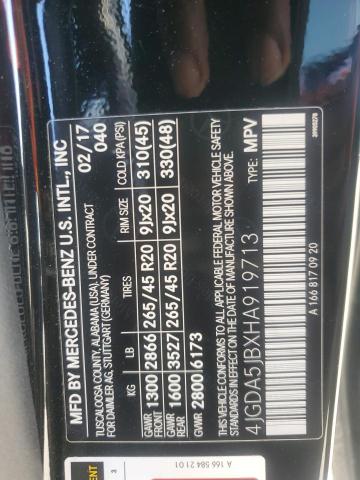 MFD BY MERCEDES-BENZ U.S. INTL., INC
TUSCALOOSA COUNTY, ALABAMA (USA). UNDER CONTRACT 02/17
FOR DAIMLER AG, STUTTGART (GERMANY) 040
KG LB TIRES RIM SIZE COLD KPA(PSI)
GAWR FRONT 1300 2866 265/45 R20 9Jx20 310(45)
GAWR REAR 1600 3527 265/45 R20 9Jx20 330(48)
GVWR 2800 6173
THIS VEHICLE CONFORMS TO ALL APPLICABLE FEDERAL MOTOR VEHICLE SAFETY
STANDARDS IN EFFECT ON THE DATE OF MANUFACTURE SHOWN ABOVE.
4JGDA5JBXHA919713 TYPE: MPV
A 166 817 09 20
A 166 584 21 01
3